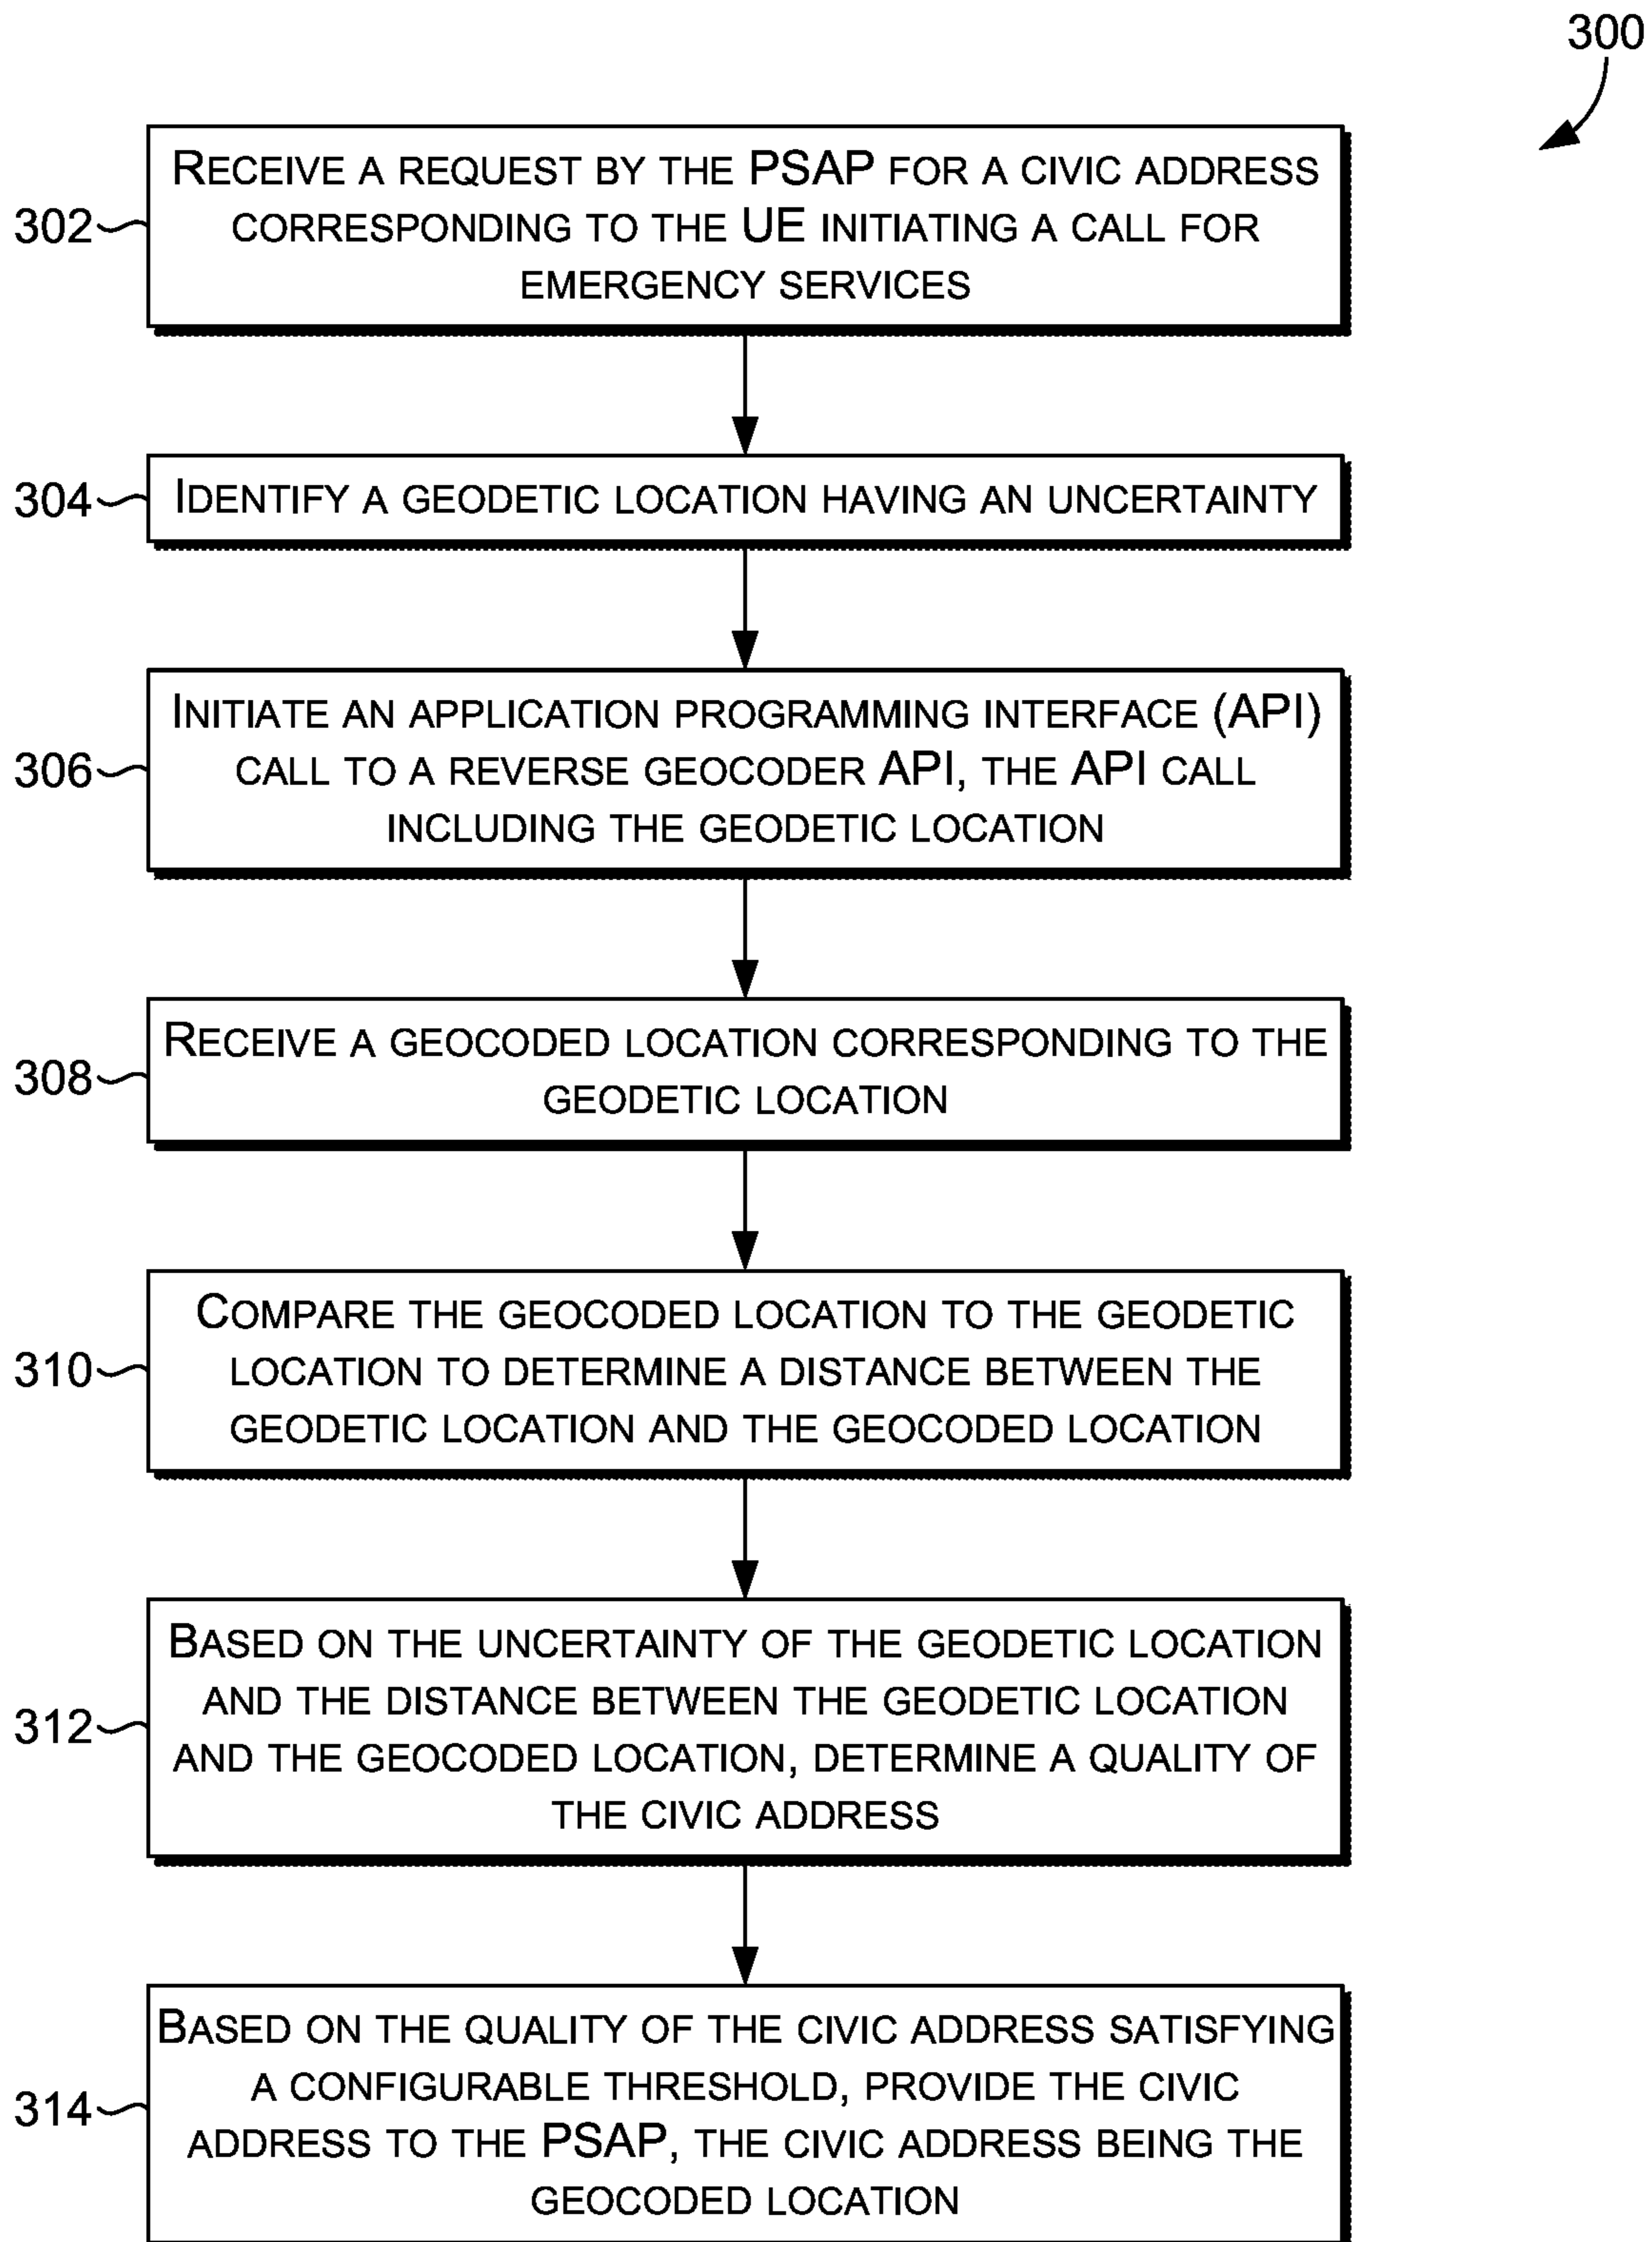 300
302
RECEIVE A REQUEST BY THE PSAP FOR A CIVIC ADDRESS
CORRESPONDING TO THE UE INITIATING A CALL FOR
EMERGENCY SERVICES
304
IDENTIFY A GEODETIC LOCATION HAVING AN UNCERTAINTY
306
INITIATE AN APPLICATION PROGRAMMING INTERFACE (API)
CALL TO A REVERSE GEOCODER API, THE API CALL
INCLUDING THE GEODETIC LOCATION
308
RECEIVE A GEOCODED LOCATION CORRESPONDING TO THE
GEODETIC LOCATION
310
COMPARE THE GEOCODED LOCATION TO THE GEODETIC
LOCATION TO DETERMINE A DISTANCE BETWEEN THE
GEODETIC LOCATION AND THE GEOCODED LOCATION
312
BASED ON THE UNCERTAINTY OF THE GEODETIC LOCATION
AND THE DISTANCE BETWEEN THE GEODETIC LOCATION
AND THE GEOCODED LOCATION, DETERMINE A QUALITY OF
THE CIVIC ADDRESS
314
BASED ON THE QUALITY OF THE CIVIC ADDRESS SATISFYING
A CONFIGURABLE THRESHOLD, PROVIDE THE CIVIC
ADDRESS TO THE PSAP, THE CIVIC ADDRESS BEING THE
GEOCODED LOCATION